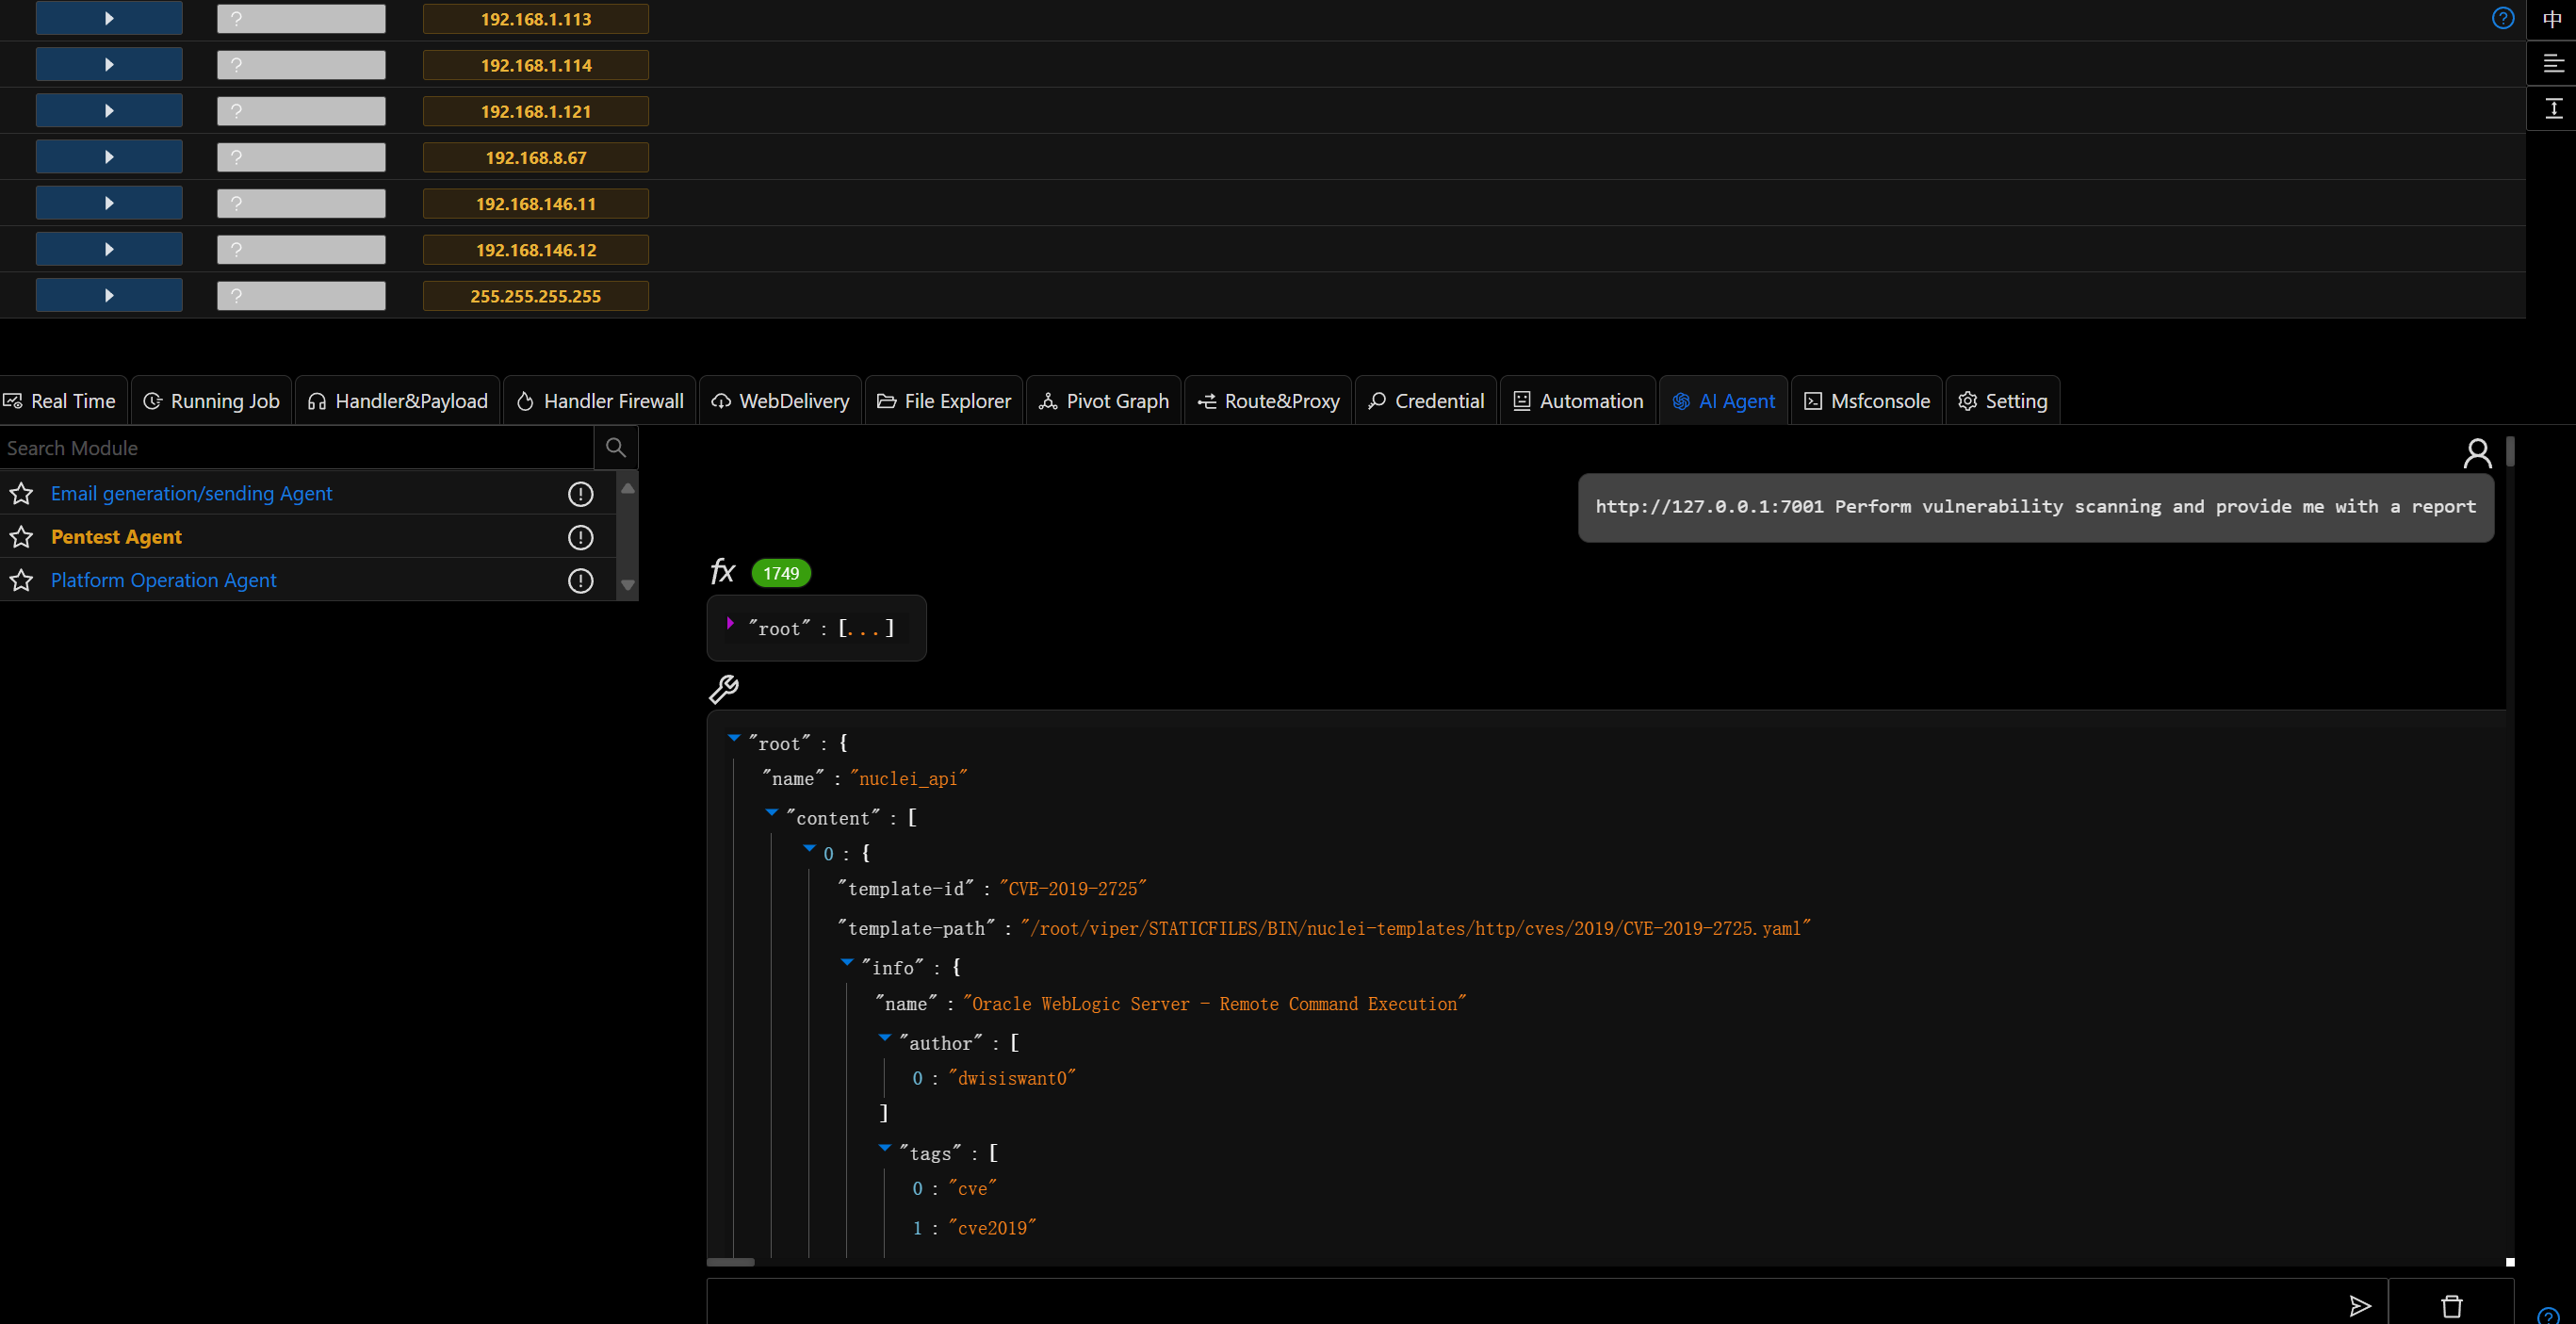 ? 192.168.1.113
中
? 192.168.1.114
? 192.168.1.121
? 192.168.8.67
? 192.168.146.11
? 192.168.146.12
? 255.255.255.255
Real Time Running Job Handler&Payload Handler Firewall WebDelivery File Explorer Pivot Graph Route&Proxy Credential Automation AI Agent Msfconsole Setting
Search Module
Email generation/sending Agent
Pentest Agent
Platform Operation Agent
http://127.0.0.1:7001 Perform vulnerability scanning and provide me with a report
fx 1749
"root" : [...]
"root" : {
"name" : "nuclei_api"
"content" : [
0 : {
"template-id" : "CVE-2019-2725"
"template-path" : "/root/viper/STATICFILES/BIN/nuclei-templates/http/cves/2019/CVE-2019-2725.yaml"
"info" : {
"name" : "Oracle WebLogic Server - Remote Command Execution"
"author" : [
0 : "dwisiswant0"
]
"tags" : [
0 : "cve"
1 : "cve2019"